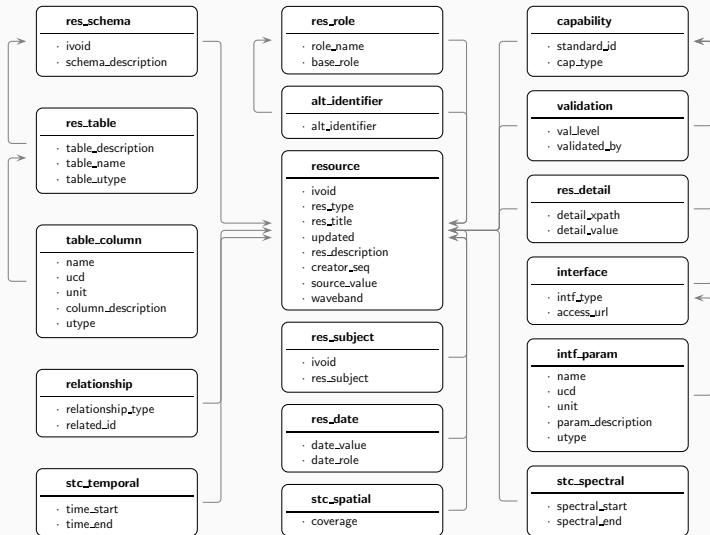 res_schema
· ivoid
· schema_description
res_table
· table_description
· table_name
· table_utype
table_column
· name
· ucd
· unit
· column_description
· utype
relationship
· relationship_type
· related_id
stc_temporal
· time_start
· time_end
res_role
· role_name
· base_role
alt_identifier
· alt_identifier
resource
· ivoid
· res_type
· res_title
· updated
· res_description
· creator_seq
· source_value
· waveband
res_subject
· ivoid
· res_subject
res_date
· date_value
· date_role
stc_spatial
· coverage
capability
· standard_id
· cap_type
validation
· val_level
· validated_by
res_detail
· detail_xpath
· detail_value
interface
· intf_type
· access_url
intf_param
· name
· ucd
· unit
· param_description
· utype
stc_spectral
· spectral_start
· spectral_end